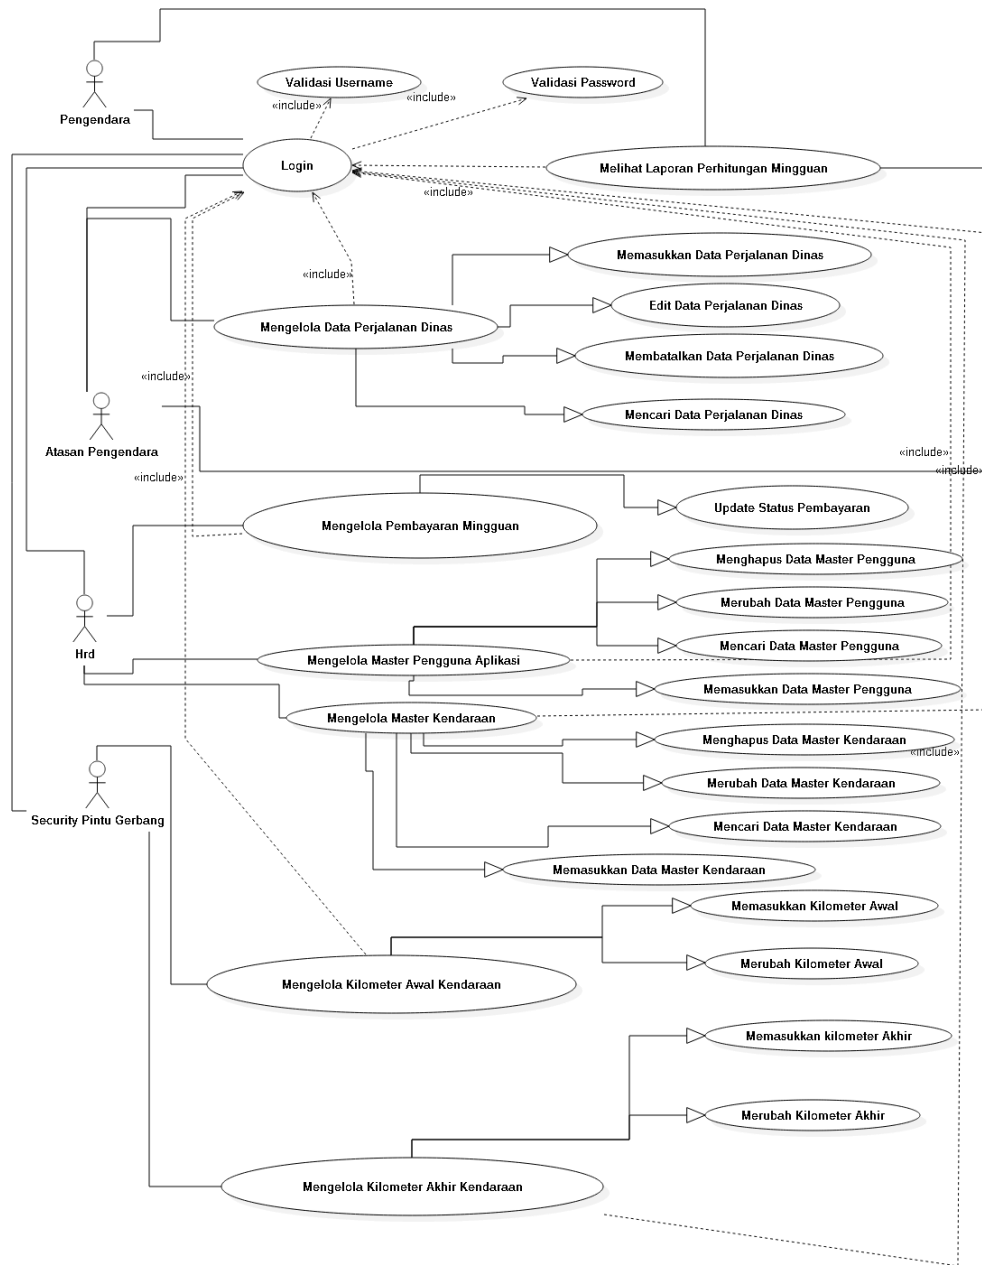 Pengendara
Validasi Username
Validasi Password
«include»
«include»
Login
Melihat Laporan Perhitungan Mingguan
«include»
Memasukkan Data Perjalanan Dinas
«include»
Edit Data Perjalanan Dinas
Mengelola Data Perjalanan Dinas
Membatalkan Data Perjalanan Dinas
«include»
Mencari Data Perjalanan Dinas
Atasan Pengendara
«include»
«include»
«include»
Update Status Pembayaran
Mengelola Pembayaran Mingguan
Menghapus Data Master Pengguna
Merubah Data Master Pengguna
Mencari Data Master Pengguna
Hrd
Mengelola Master Pengguna Aplikasi
Memasukkan Data Master Pengguna
Mengelola Master Kendaraan
Menghapus Data Master Kendaraan
«include»
Merubah Data Master Kendaraan
Security Pintu Gerbang
Mencari Data Master Kendaraan
Memasukkan Data Master Kendaraan
Memasukkan Kilometer Awal
Merubah Kilometer Awal
Mengelola Kilometer Awal Kendaraan
Memasukkan kilometer Akhir
Merubah Kilometer Akhir
Mengelola Kilometer Akhir Kendaraan